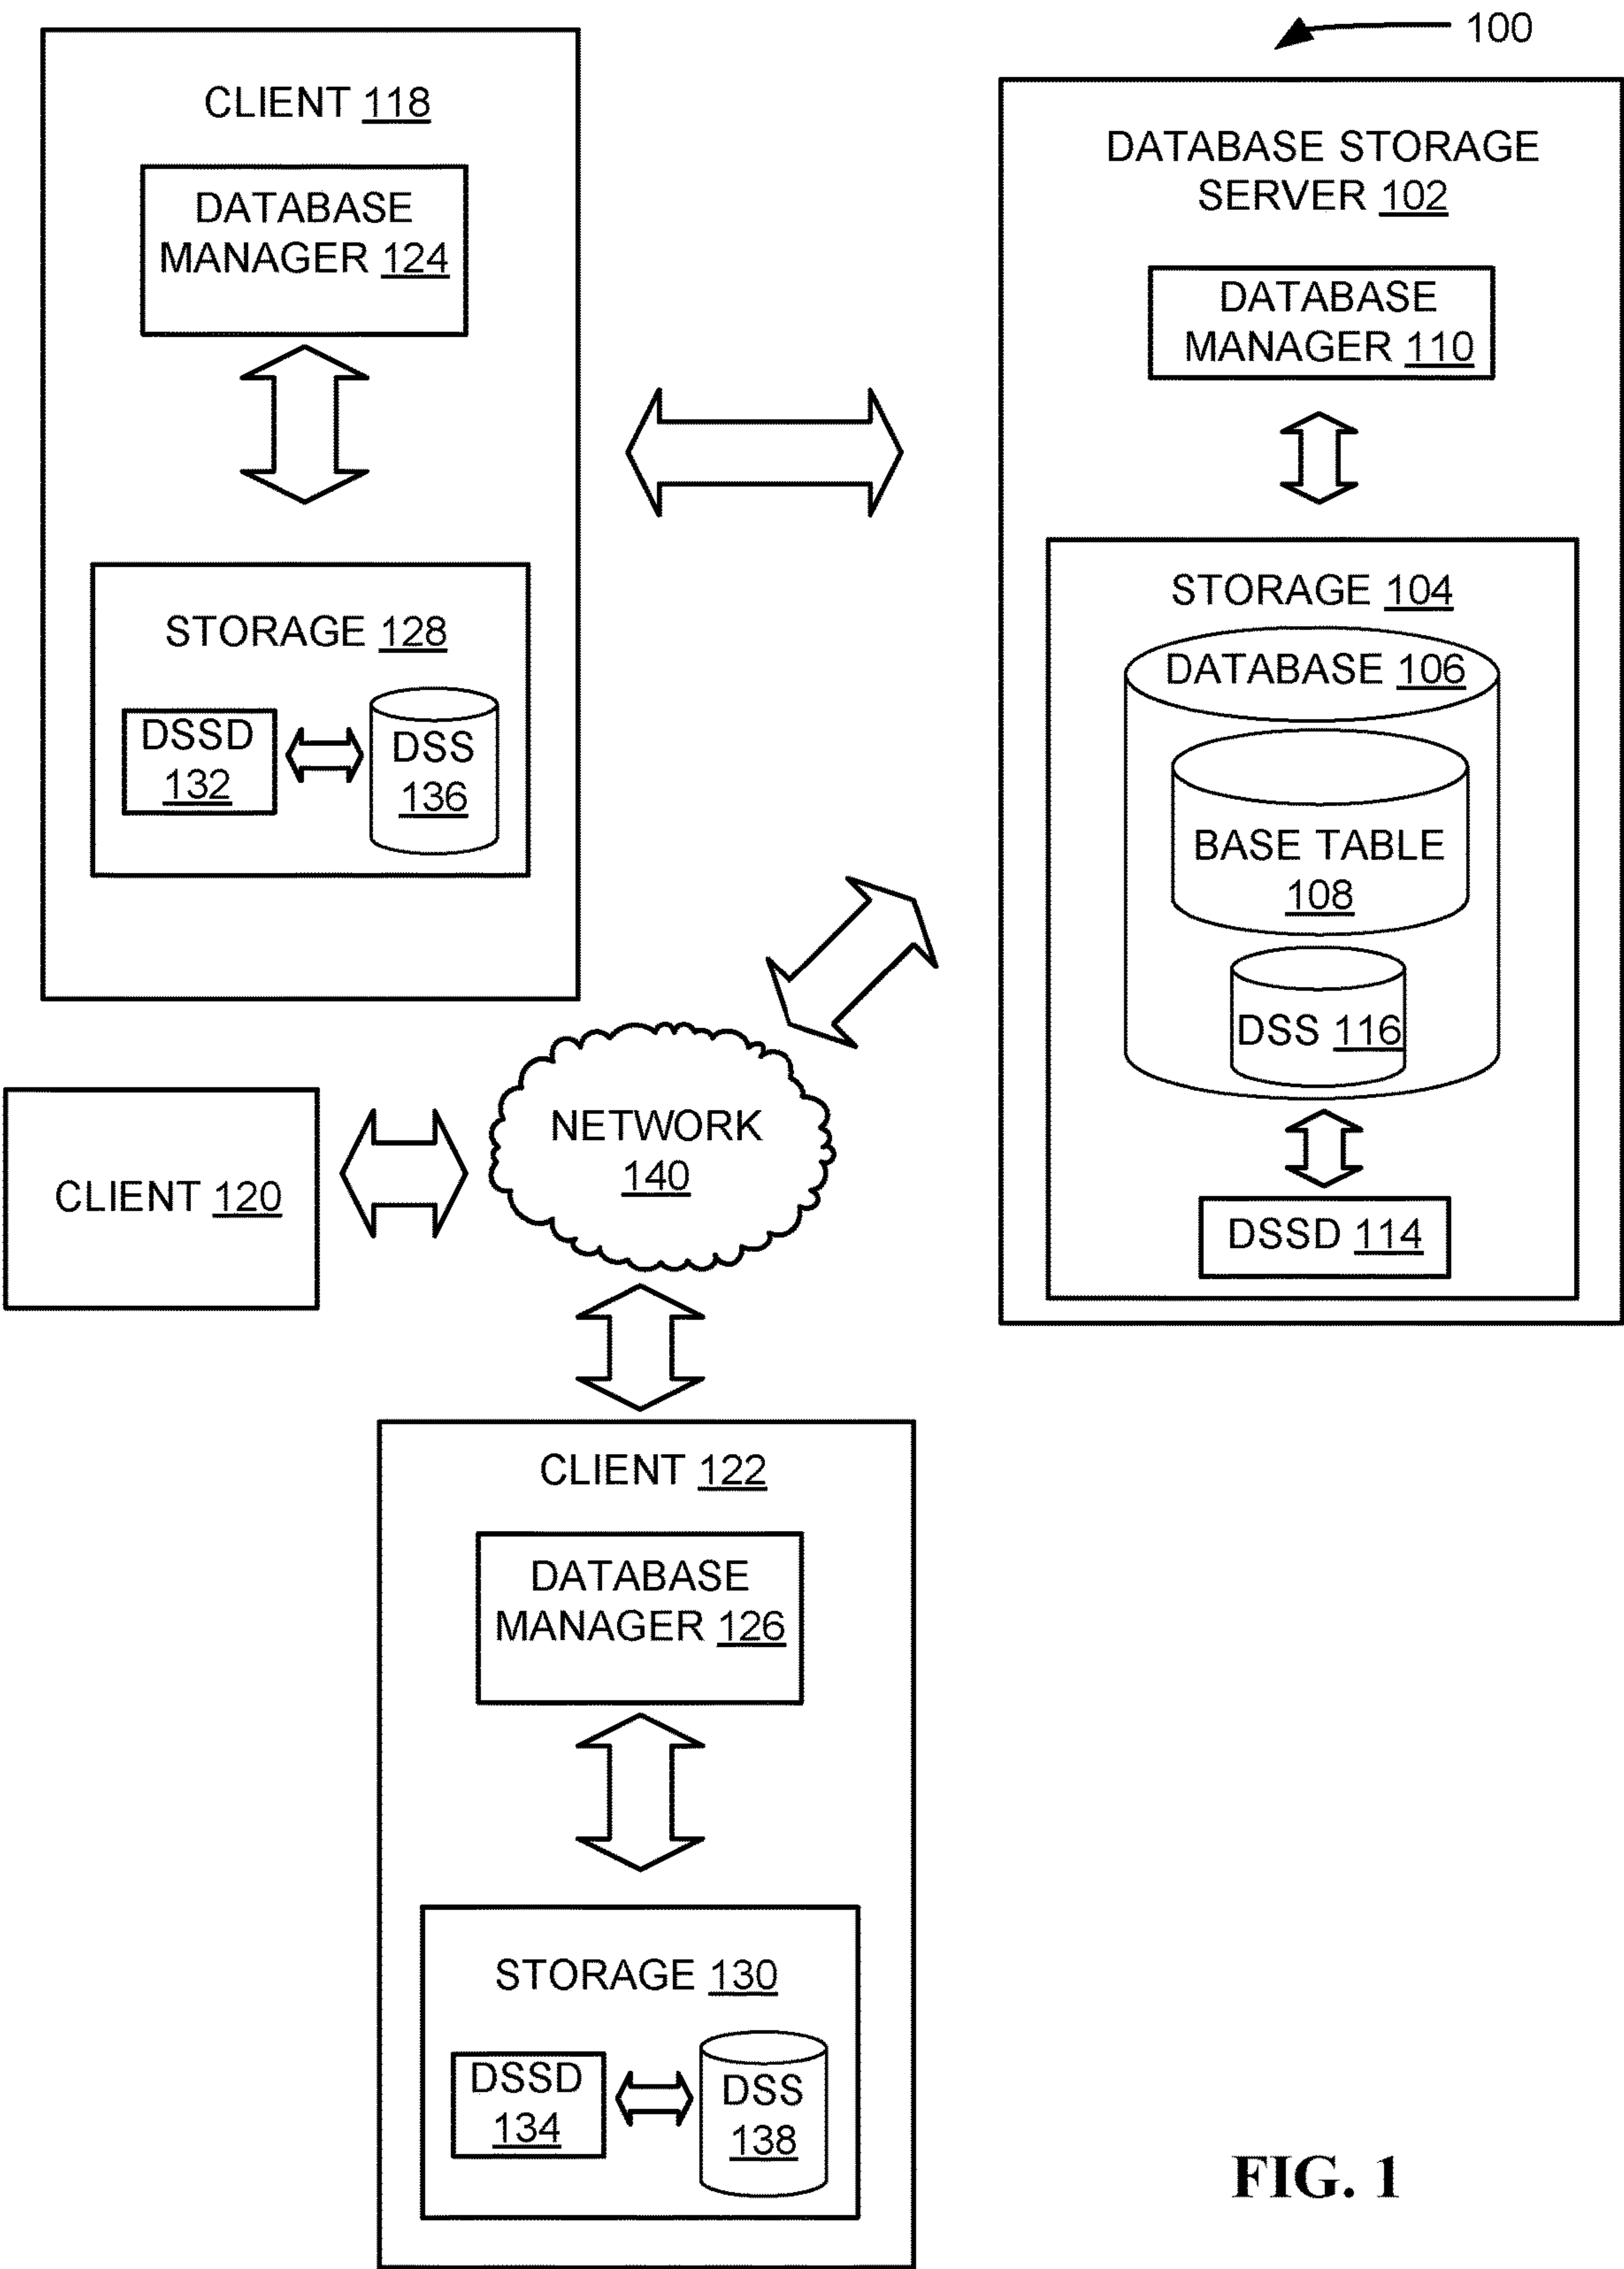 100
CLIENT 118
DATABASE
MANAGER 124
STORAGE 128
DSSD
132
DSS
136
DATABASE STORAGE
SERVER 102
DATABASE
MANAGER 110
STORAGE 104
DATABASE 106
BASE TABLE
108
DSS 116
DSSD 114
CLIENT 120
NETWORK
140
CLIENT 122
DATABASE
MANAGER 126
STORAGE 130
DSSD
134
DSS
138
FIG. 1